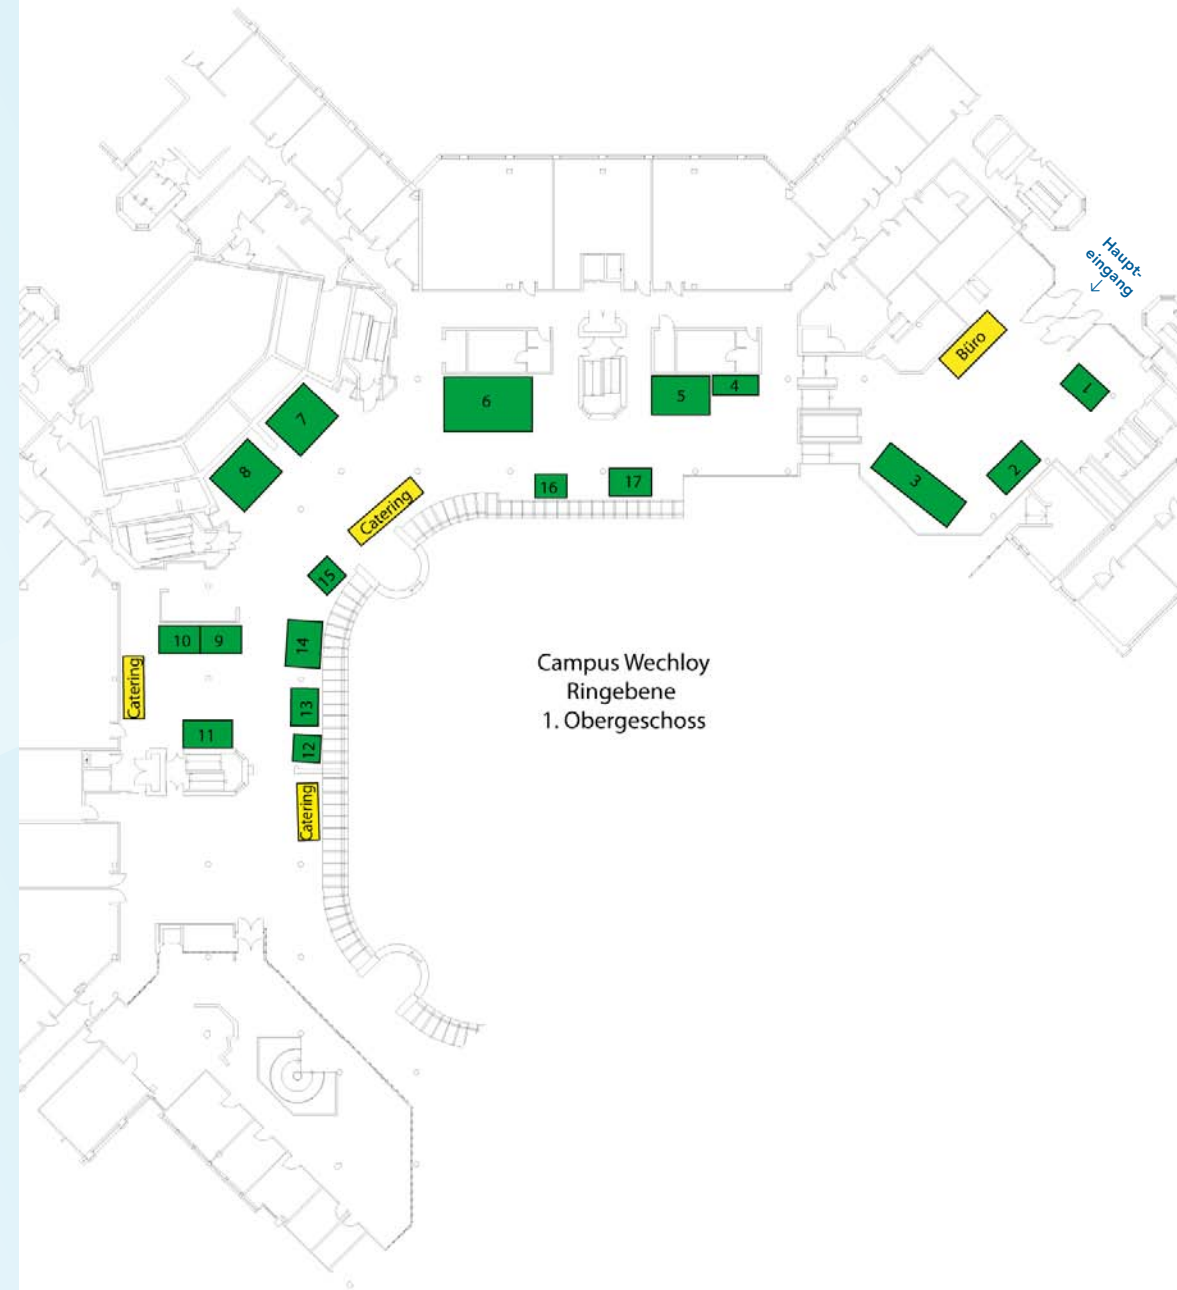 Haupt-
eingang
↓
Büro
1
4
5
6
7
2
3
8
17
16
Catering
15
10
9
14
Catering
Campus Wechloy
Ringebene
1. Obergeschoss
13
11
12
Catering